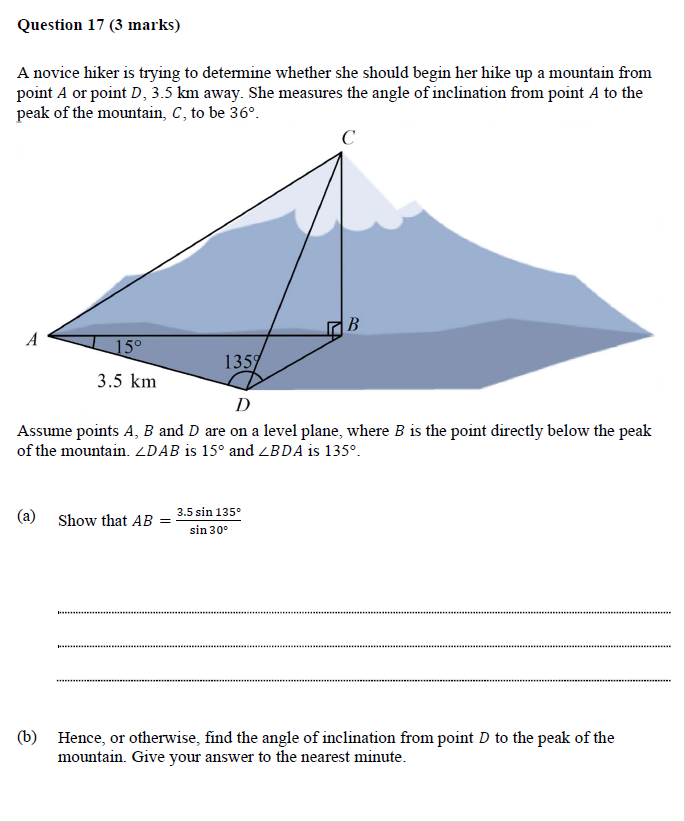 Question 17 (3 marks)
A novice hiker is trying to determine whether she should begin her hike up a mountain from
point A or point D, 3.5 km away. She measures the angle of inclination from point A to the
peak of the mountain, C, to be 36°.
C
B
A
15°
135°
3.5 km
D
Assume points A, B and D are on a level plane, where B is the point directly below the peak
of the mountain. ∠DAB is 15° and ∠BDA is 135°.
(a) Show that AB = 3.5 sin 135° / sin 30°
(b) Hence, or otherwise, find the angle of inclination from point D to the peak of the
mountain. Give your answer to the nearest minute.